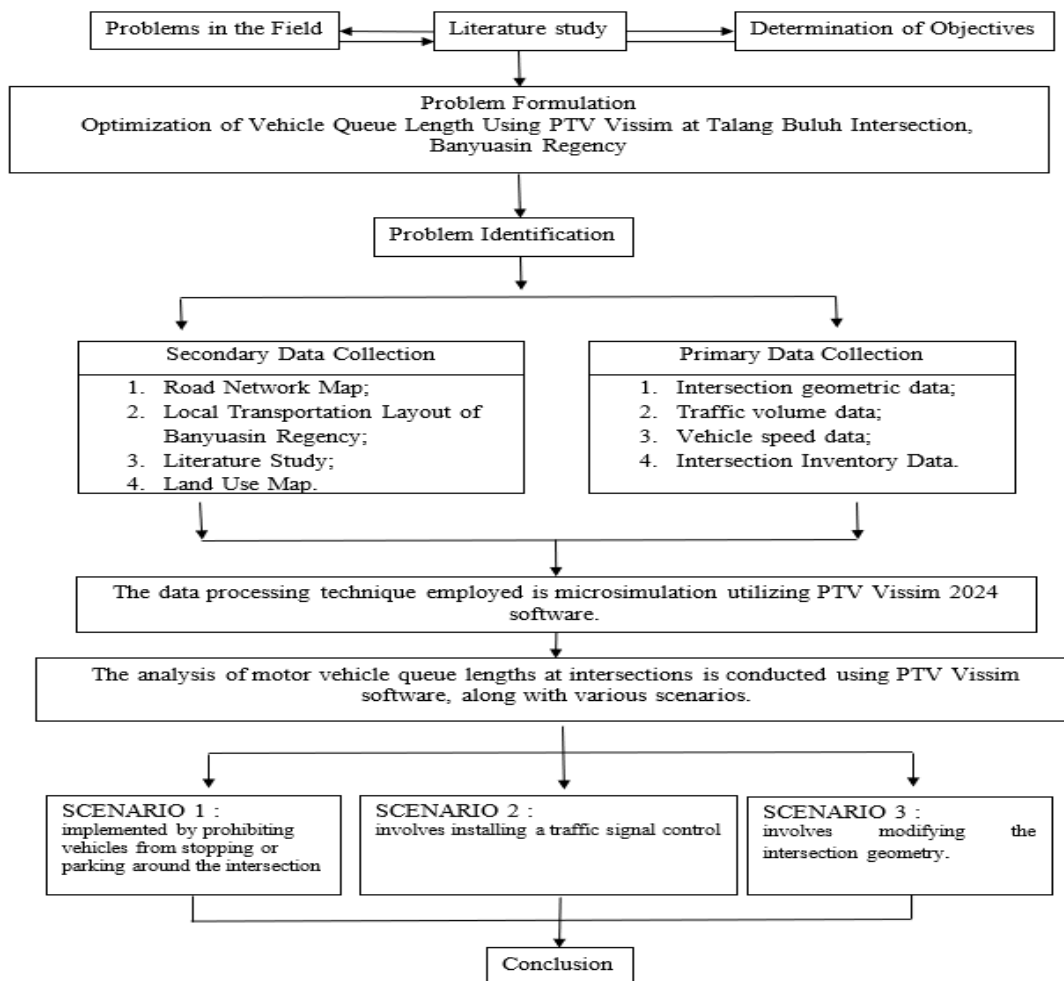 Problems in the Field
Literature study
Determination of Objectives
Problem Formulation
Optimization of Vehicle Queue Length Using PTV Vissim at Talang Buluh Intersection,
Banyuasin Regency
Problem Identification
Secondary Data Collection
1. Road Network Map;
2. Local Transportation Layout of
Banyuasin Regency;
3. Literature Study;
4. Land Use Map.
Primary Data Collection
1. Intersection geometric data;
2. Traffic volume data;
3. Vehicle speed data;
4. Intersection Inventory Data.
The data processing technique employed is microsimulation utilizing PTV Vissim 2024
software.
The analysis of motor vehicle queue lengths at intersections is conducted using PTV Vissim
software, along with various scenarios.
SCENARIO 1 :
implemented by prohibiting
vehicles from stopping or
parking around the intersection
SCENARIO 2 :
involves installing a traffic signal control
SCENARIO 3 :
involves modifying the
intersection geometry.
Conclusion